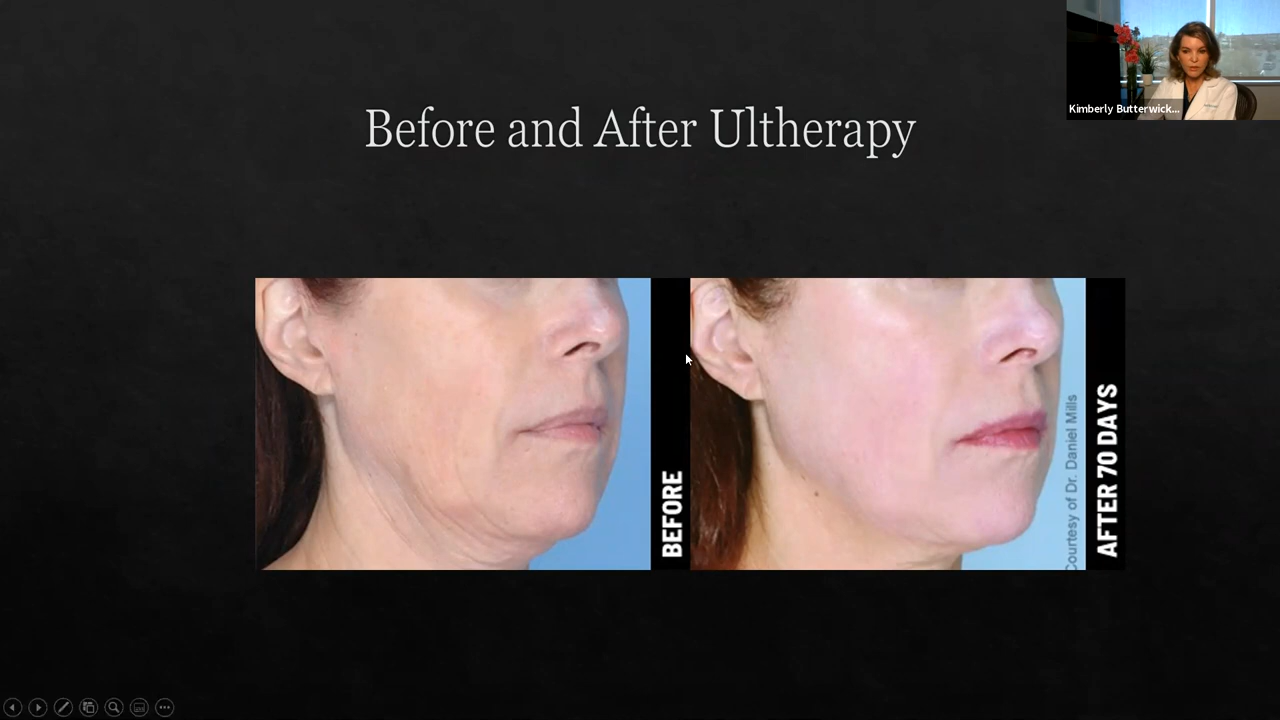 Kimberly Butterwick...
Before and After Ultherapy
BEFORE
Courtesy of Dr. Daniel Mills
AFTER 70 DAYS